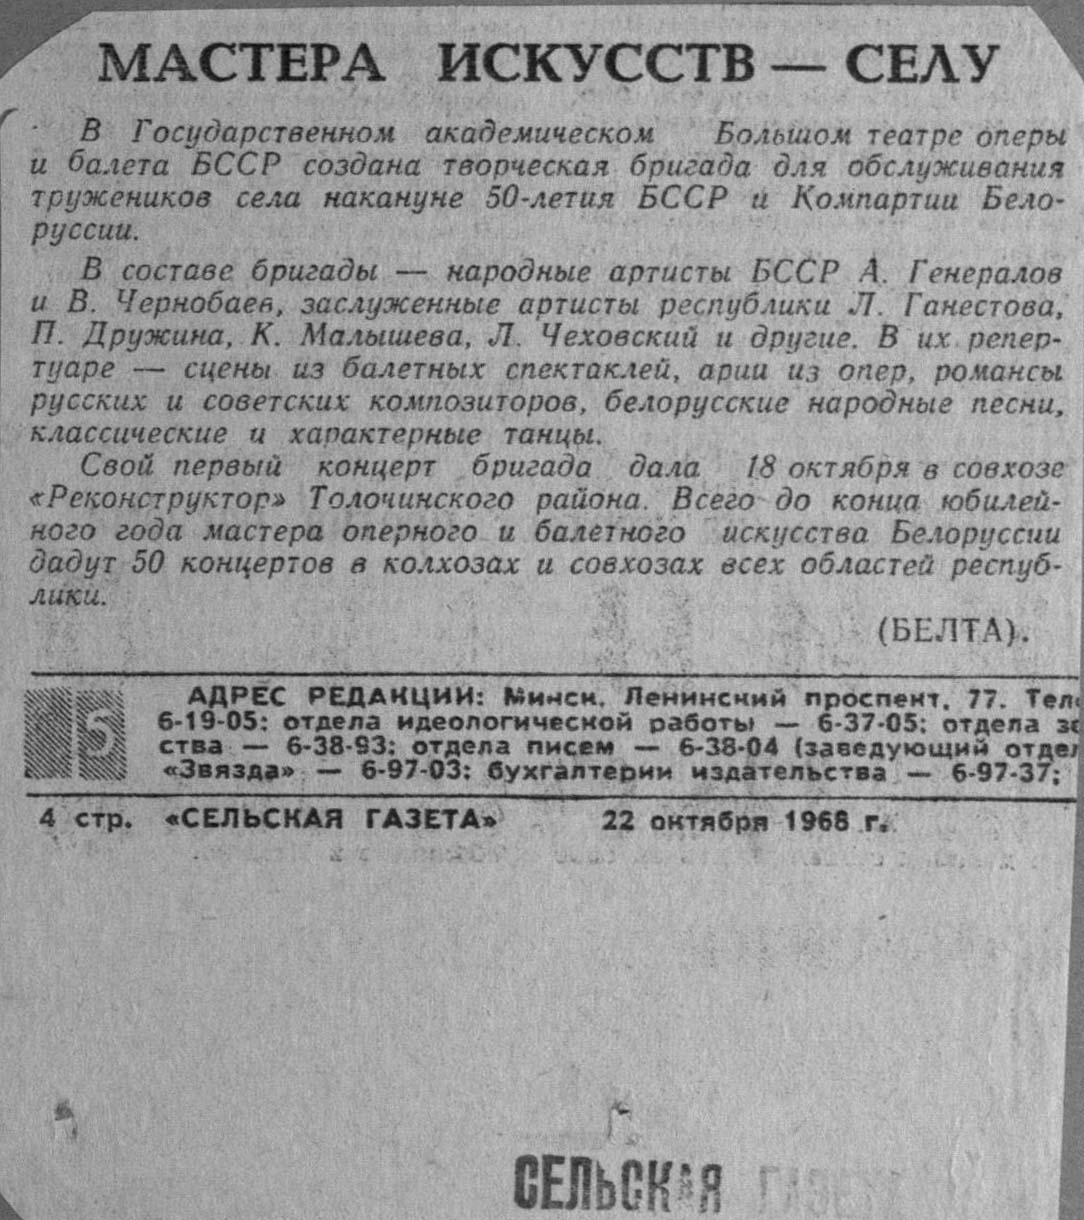 МАСТЕРА ИСКУССТВ — СЕЛУ
В Государственном академическом Большом театре оперы
и балета БССР создана творческая бригада для обслуживания
тружеников села накануне 50-летия БССР и Компартии Бело-
руссии.
В составе бригады — народные артисты БССР А. Генералов
и В. Чернобаев, заслуженные артисты республики Л. Ганестова,
П. Дружина, К. Малышева, Л. Чеховский и другие. В их репер-
туаре — сцены из балетных спектаклей, арии из опер, романсы
русских и советских композиторов, белорусские народные песни,
классические и характерные танцы.
Свой первый концерт бригада дала 18 октября в совхозе
«Реконструктор» Толочинского района. Всего до конца юбилей-
ного года мастера оперного и балетного искусства Белоруссии
дадут 50 концертов в колхозах и совхозах всех областей респуб-
лики.
(БЕЛТА).
5
АДРЕС РЕДАКЦИИ: Минск, Ленинский проспект, 77. Тел
6-19-05; отдела идеологической работы — 6-37-05; отдела
ства — 6-38-93; отдела писем — 6-38-04 (заведующий отдел
«Звязда» — 6-97-03; бухгалтерии издательства — 6-97-37;
4 стр. «СЕЛЬСКАЯ ГАЗЕТА» 22 октября 1968 г.
СЕЛЬСКАЯ ГАЗЕТА